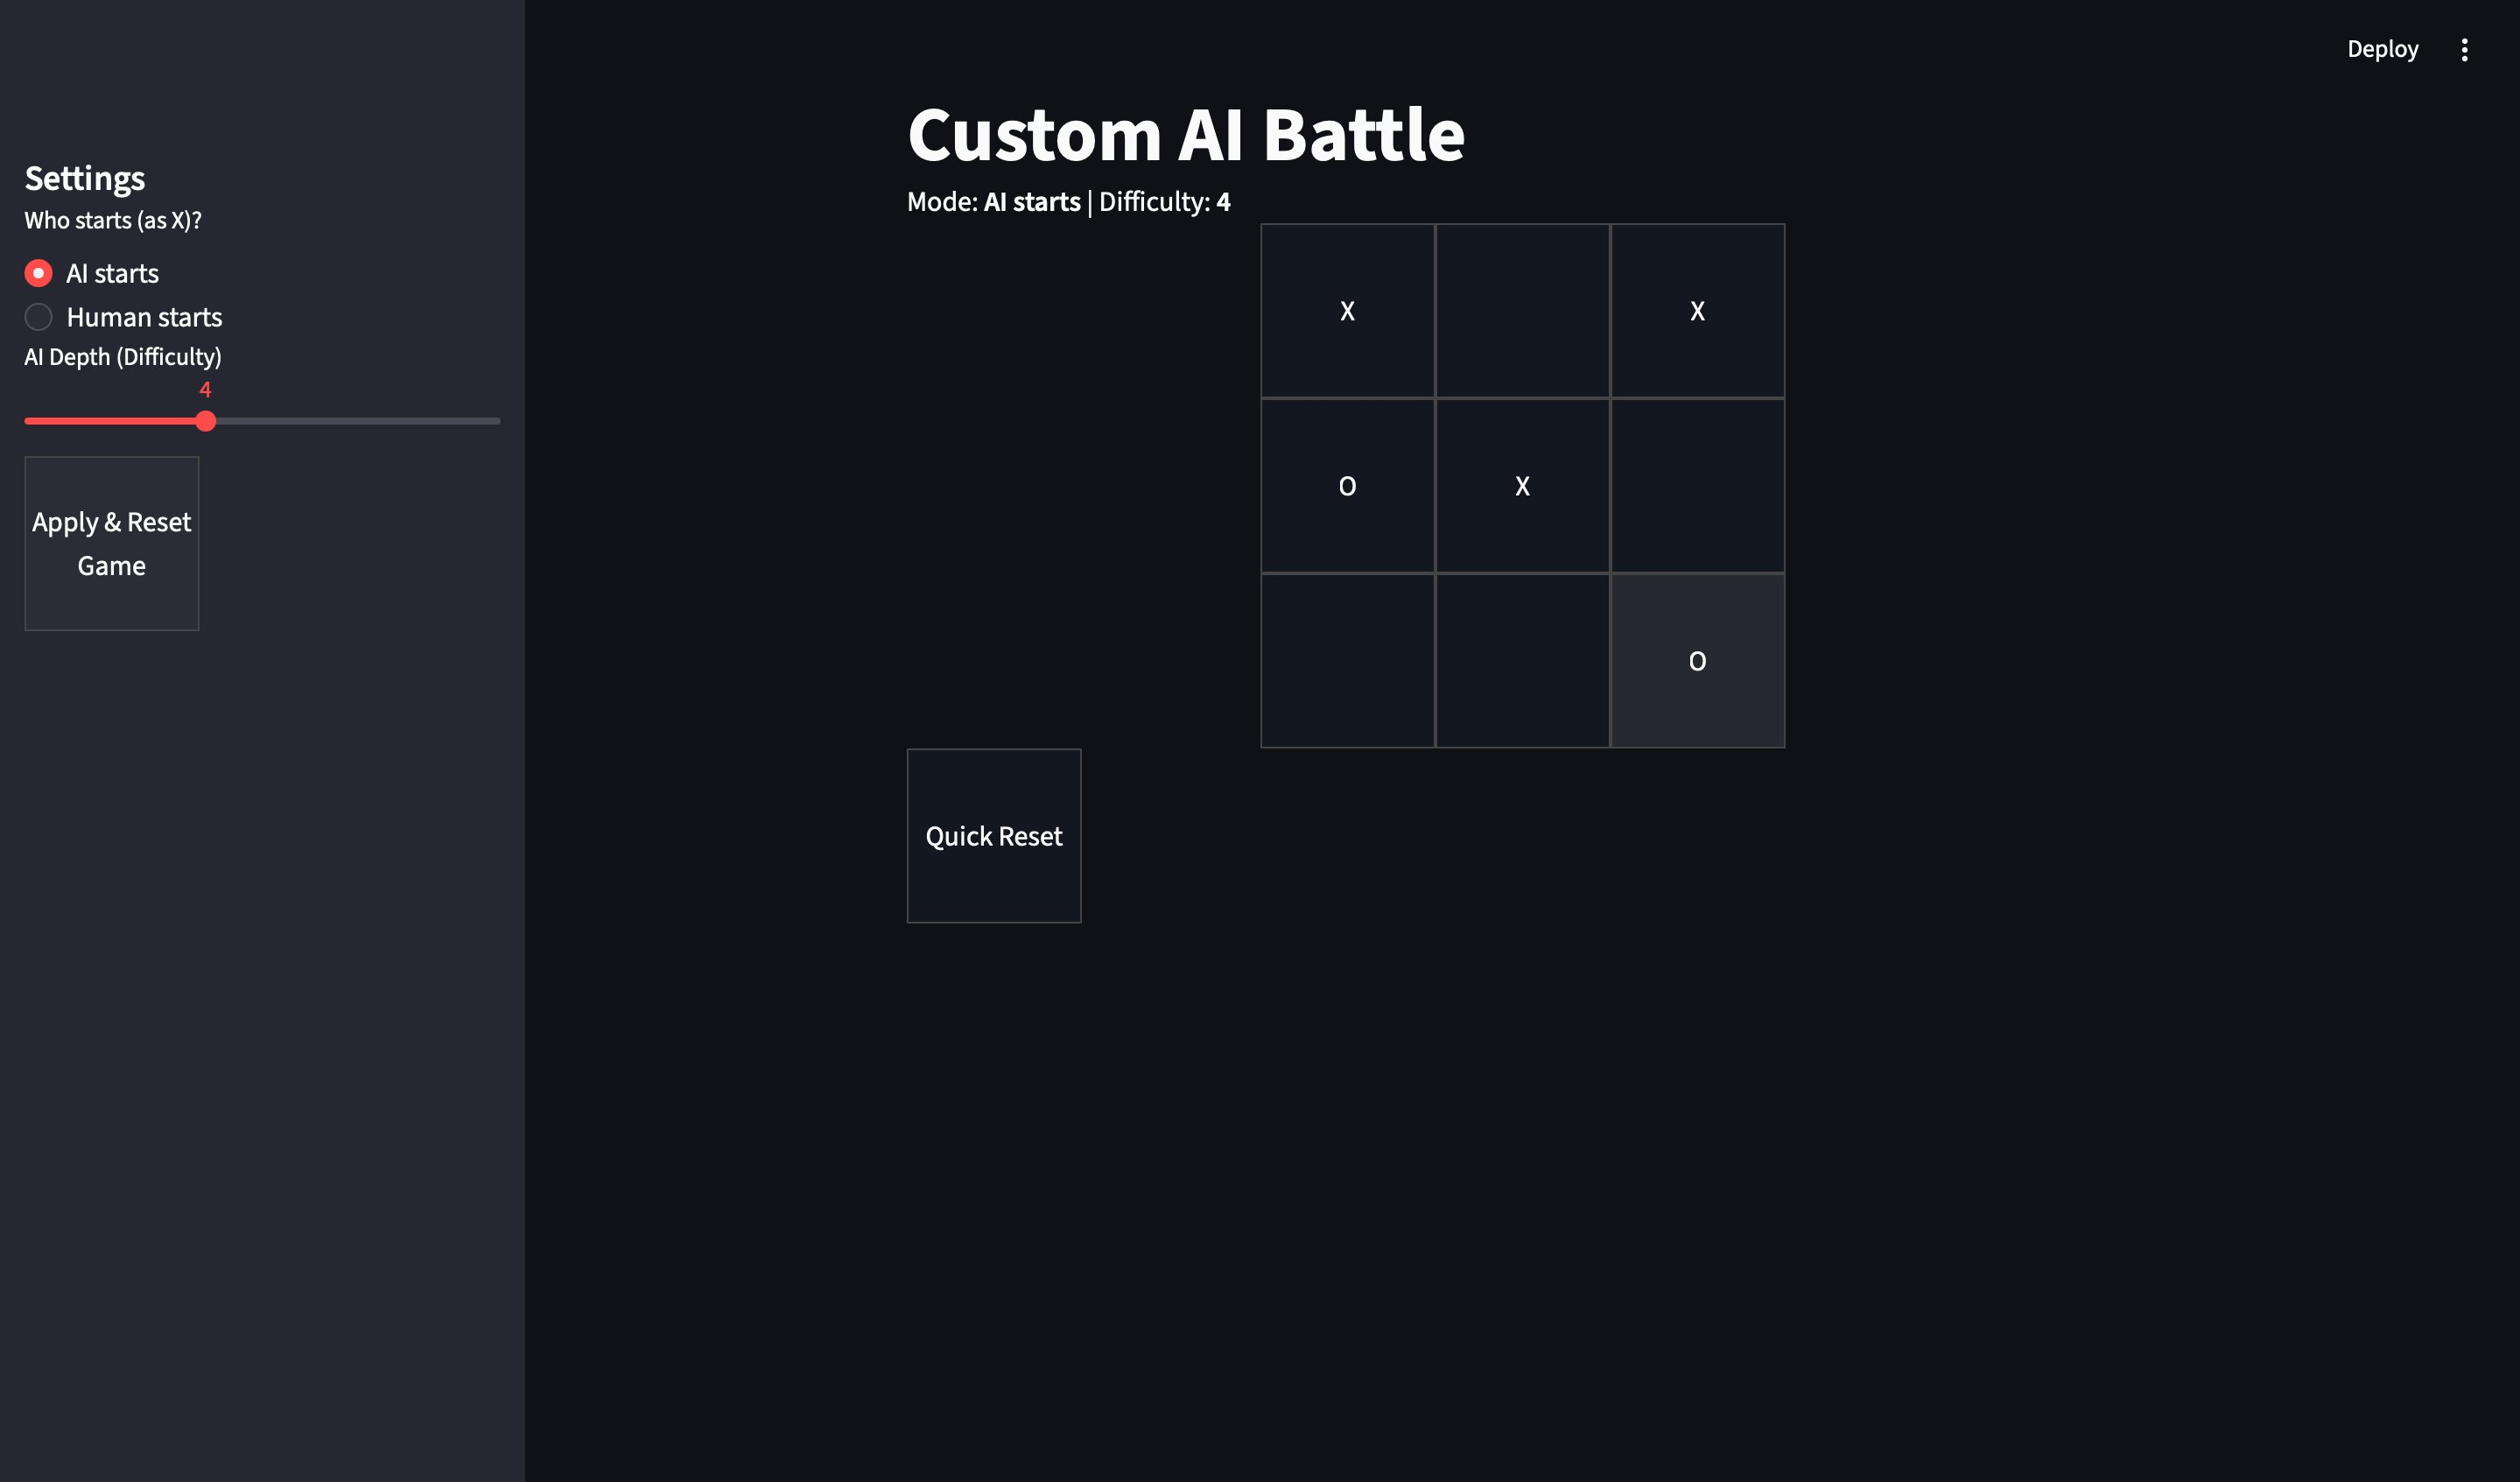 Deploy
Settings
Who starts (as X)?
AI starts
Human starts
AI Depth (Difficulty)
4
Apply & Reset
Game
Custom AI Battle
Mode: AI starts | Difficulty: 4
X X
O X
O
Quick Reset